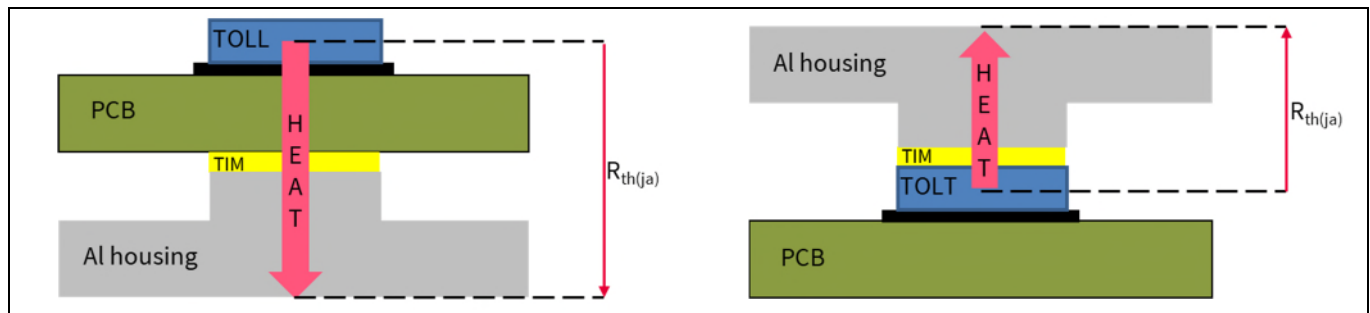 TOLL
PCB
HEAT
TIM
Rth(ja)
Al housing
Al housing
HEAT
Rth(ja)
TIM
TOLT
PCB